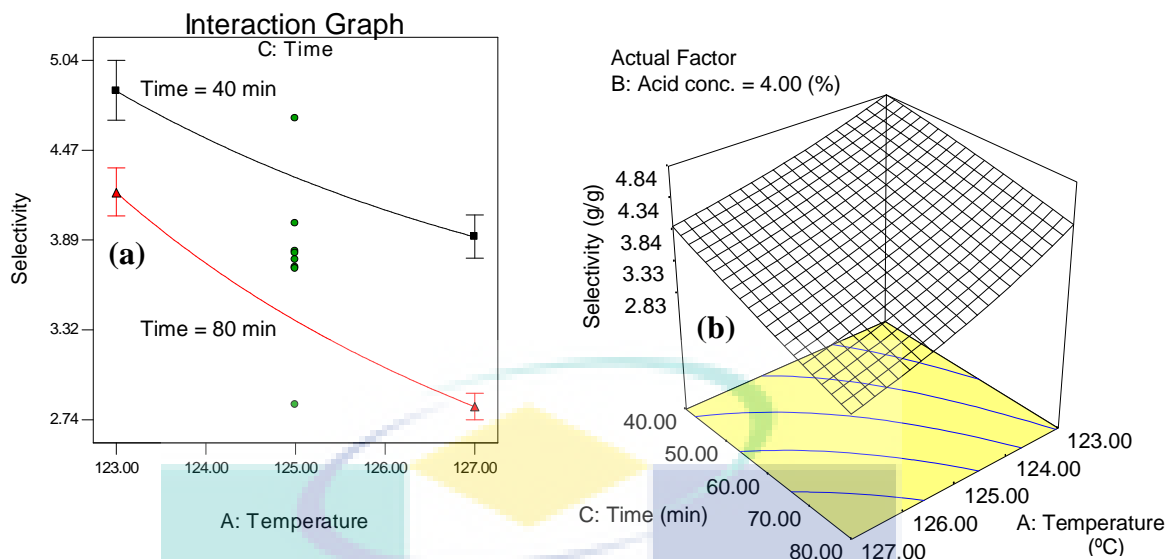 Interaction Graph
C: Time
5.04
4.47
3.89
3.32
2.74
Selectivity
Time = 40 min
(a)
Time = 80 min
123.00 124.00 125.00 126.00 127.00
A: Temperature
Actual Factor
B: Acid conc. = 4.00 (%)
4.84
4.34
3.84
3.33
2.83
Selectivity (g/g)
(b)
40.00
50.00
60.00
70.00
80.00
C: Time (min)
123.00
124.00
125.00
126.00
127.00
A: Temperature
(ºC)